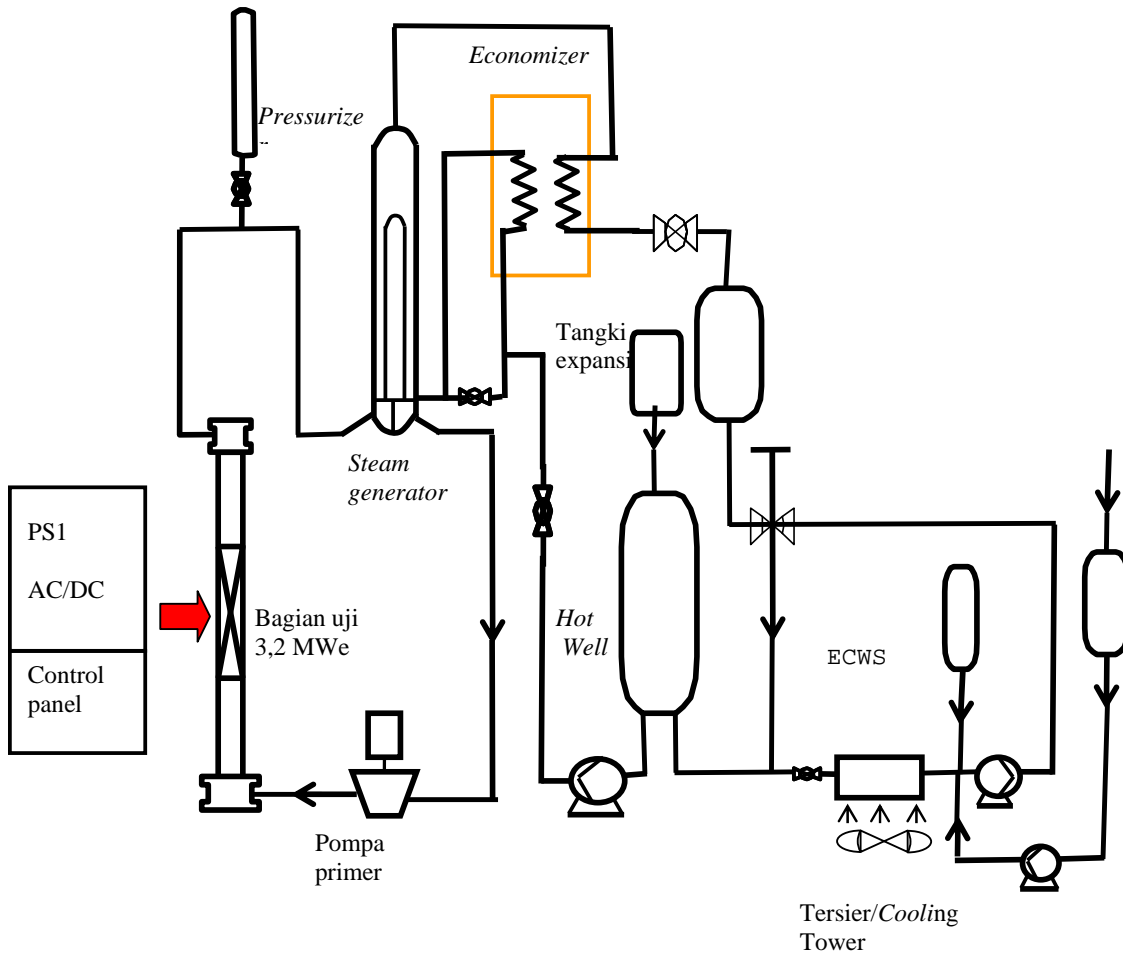 Economizer
Pressurize
Tangki
expansi
Steam
generator
PS1
AC/DC
Control
panel
Bagian uji
3,2 MWe
Hot
Well
ECWS
Pompa
primer
Tersier/Cooling
Tower